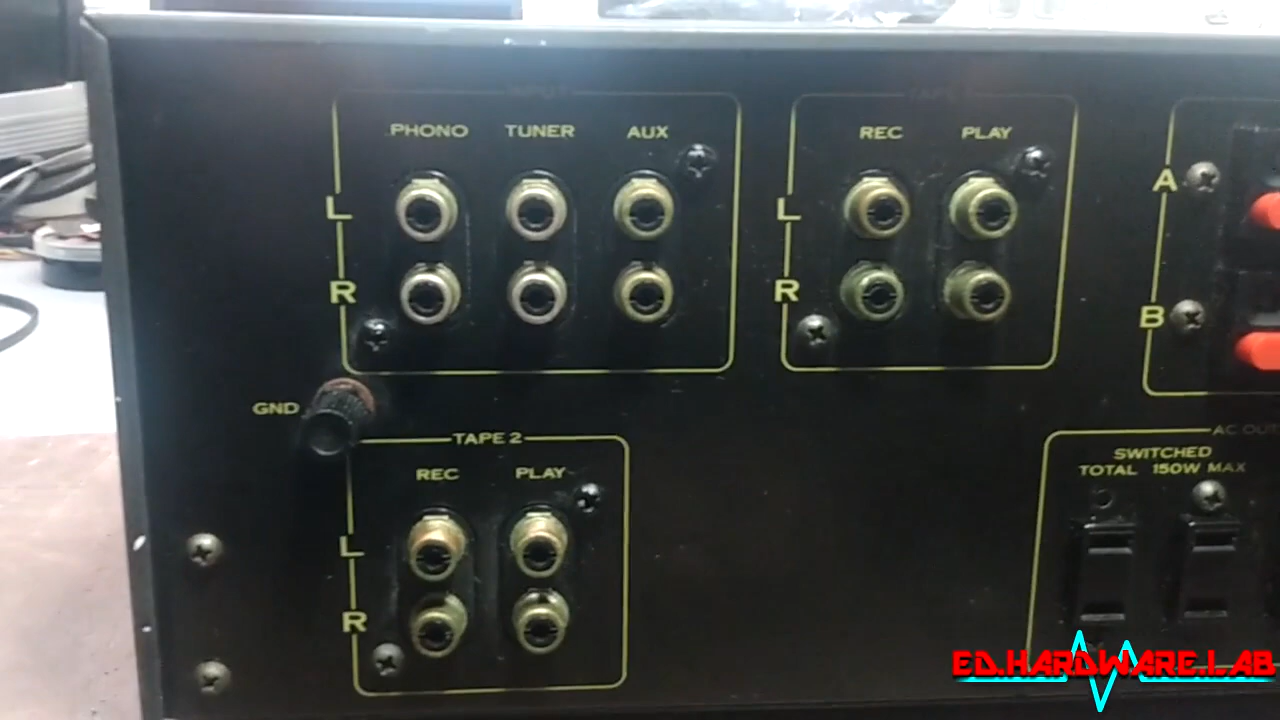 PHONO TUNER AUX
L
R
REC PLAY
L
R
A
B
GND
TAPE 2
REC PLAY
L
R
SWITCHED
TOTAL 150W MAX
ED.HARDWARE.LAB